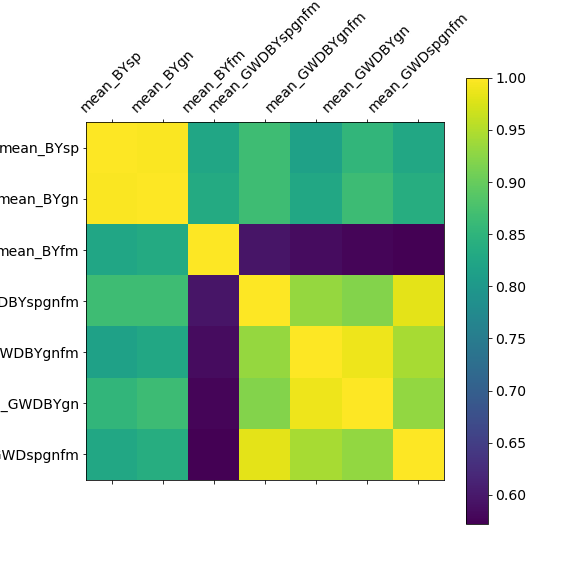 mean_BYsp
mean_BYgn
mean_BYfm
mean_GWDBYspgnfm
mean_GWDBYgnfm
mean_GWDBYgn
mean_GWDspgnfm
mean_BYsp
mean_BYgn
mean_BYfm
DBYspgnfm
WDBYgnfm
_GWDBYgn
GWDspgnfm
1.00
0.95
0.90
0.85
0.80
0.75
0.70
0.65
0.60